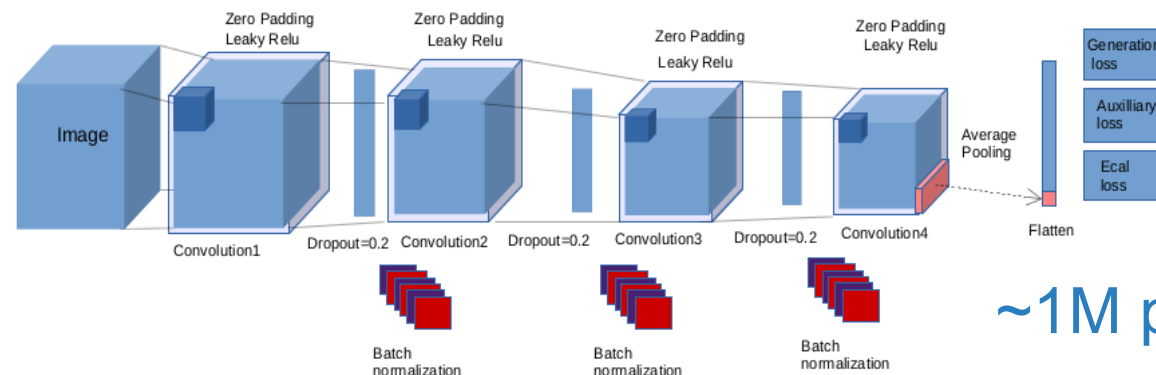 Zero Padding
Leaky Relu
Zero Padding
Leaky Relu
Zero Padding
Leaky Relu
Zero Padding
Leaky Relu
Image
Average
Pooling
Generation
loss
Auxilliary
loss
Ecal
loss
Convolution1
Dropout=0.2
Convolution2
Dropout=0.2
Convolution3
Dropout=0.2
Convolution4
Flatten
~1M p
Batch
normalization
Batch
normalization
Batch
normalization